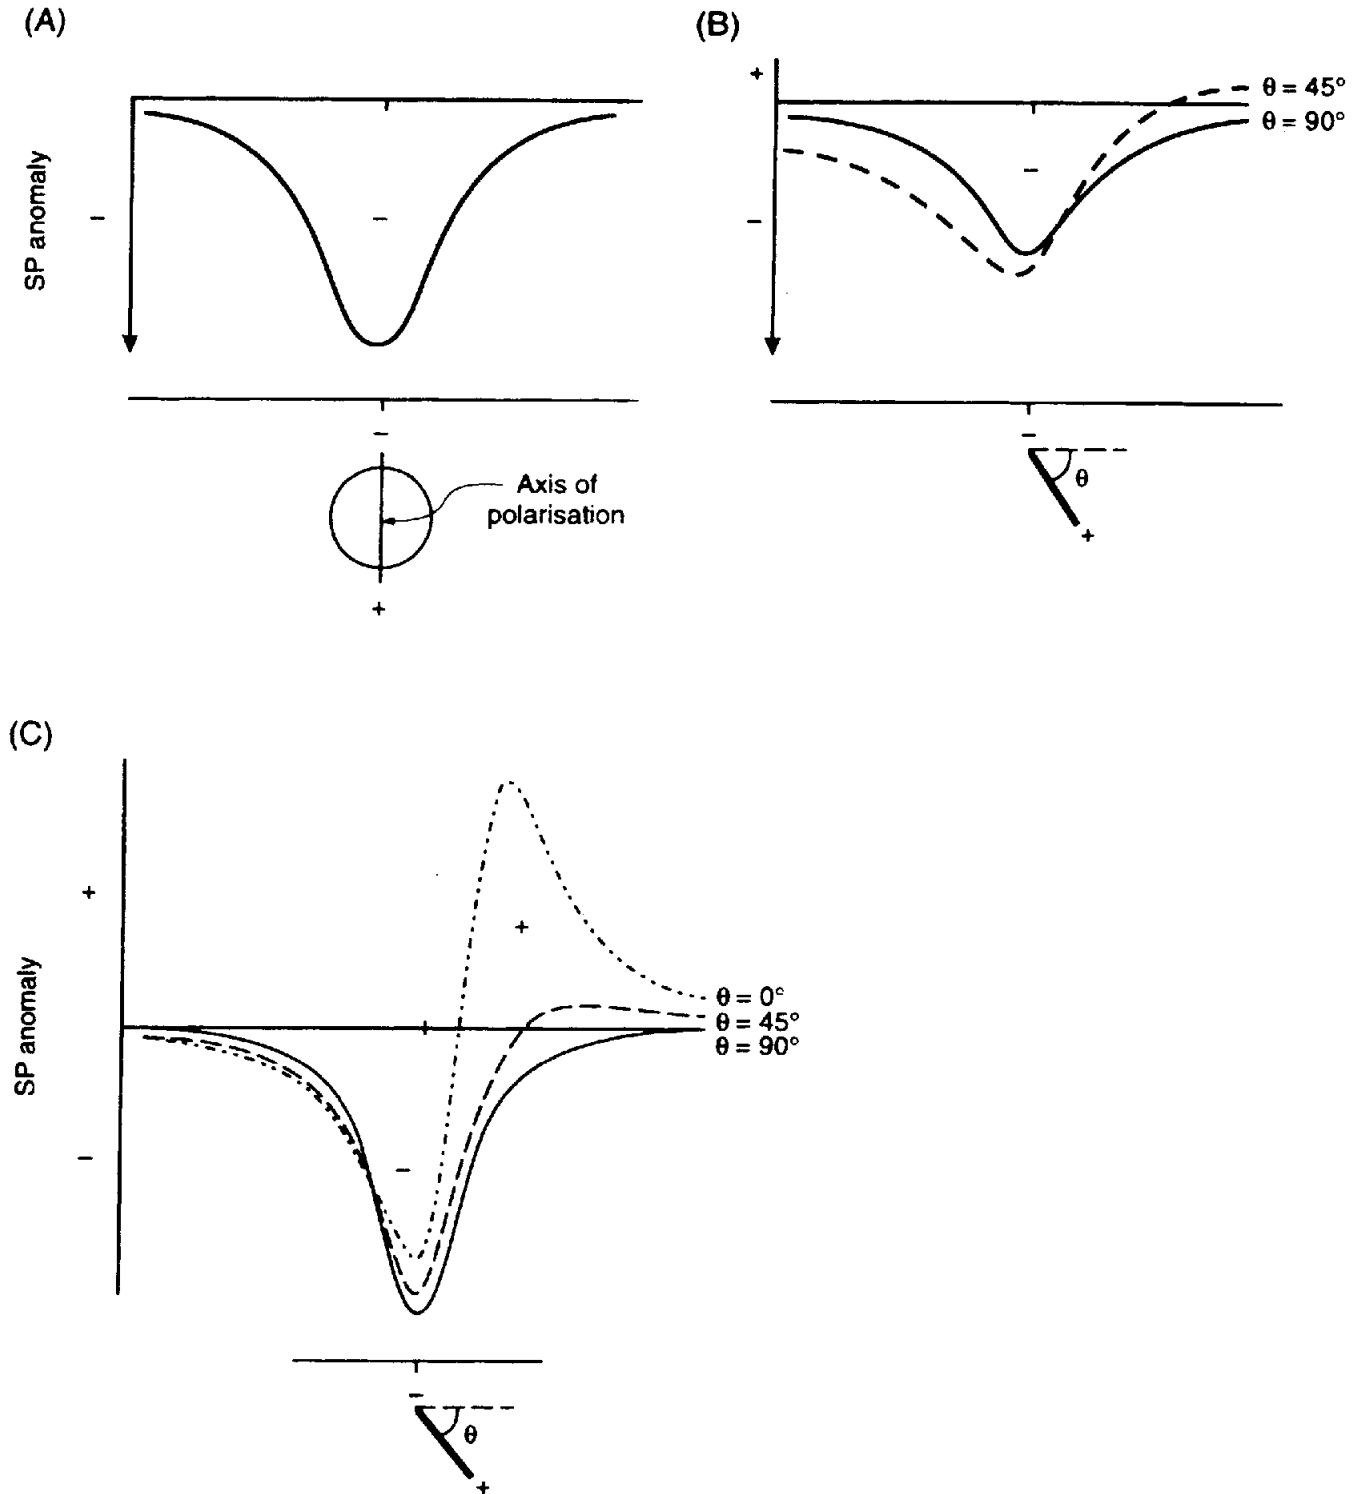 (A)
SP anomaly
–
–
–
Axis of
polarisation
+
(B)
+
θ = 45°
θ = 90°
–
–
–
θ
+
(C)
+
+
SP anomaly
θ = 0°
θ = 45°
θ = 90°
–
–
–
θ
+